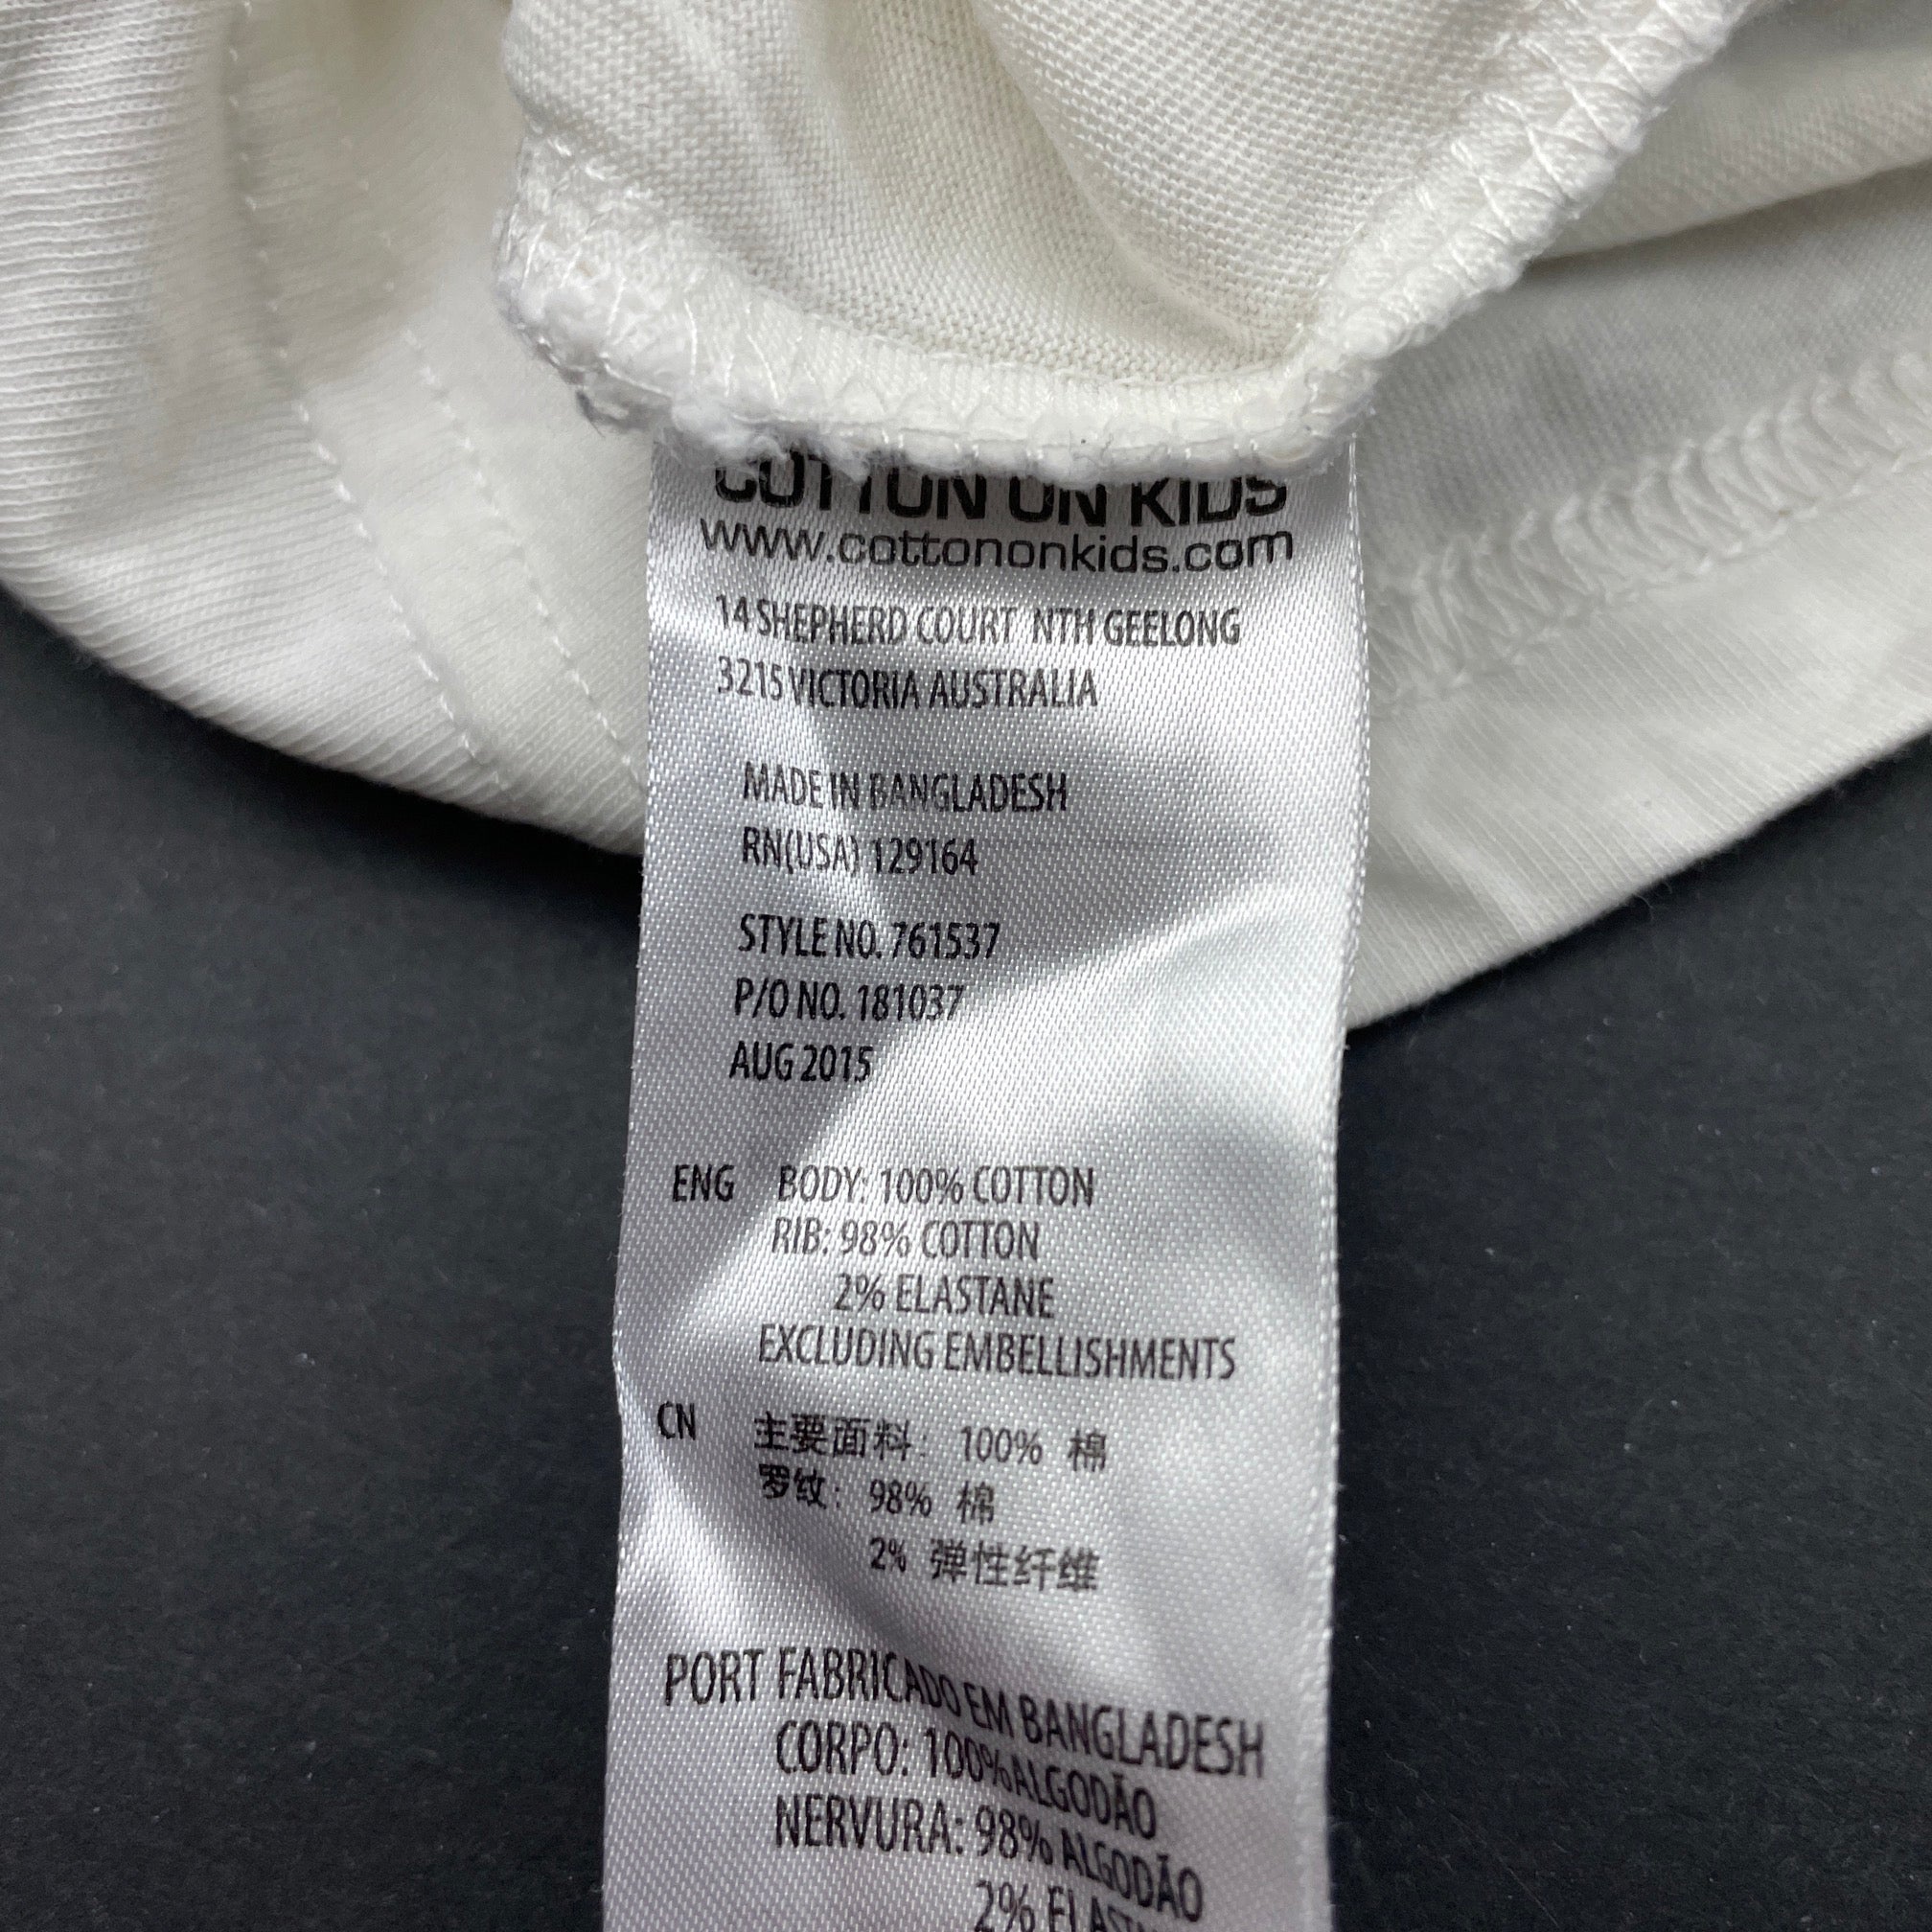 COTTON ON KIDS
www.cottononkids.com
14 SHEPHERD COURT NTH GEELONG
3215 VICTORIA AUSTRALIA
MADE IN BANGLADESH
RN(USA) 129164
STYLE NO. 761537
P/O NO. 181037
AUG 2015
ENG BODY: 100% COTTON
RIB: 98% COTTON
2% ELASTANE
EXCLUDING EMBELLISHMENTS
CN 主要面料: 100% 棉
罗纹: 98% 棉
2% 弹性纤维
PORT FABRICADO EM BANGLADESH
CORPO: 100% ALGODÃO
NERVURA: 98% ALGODÃO
2%